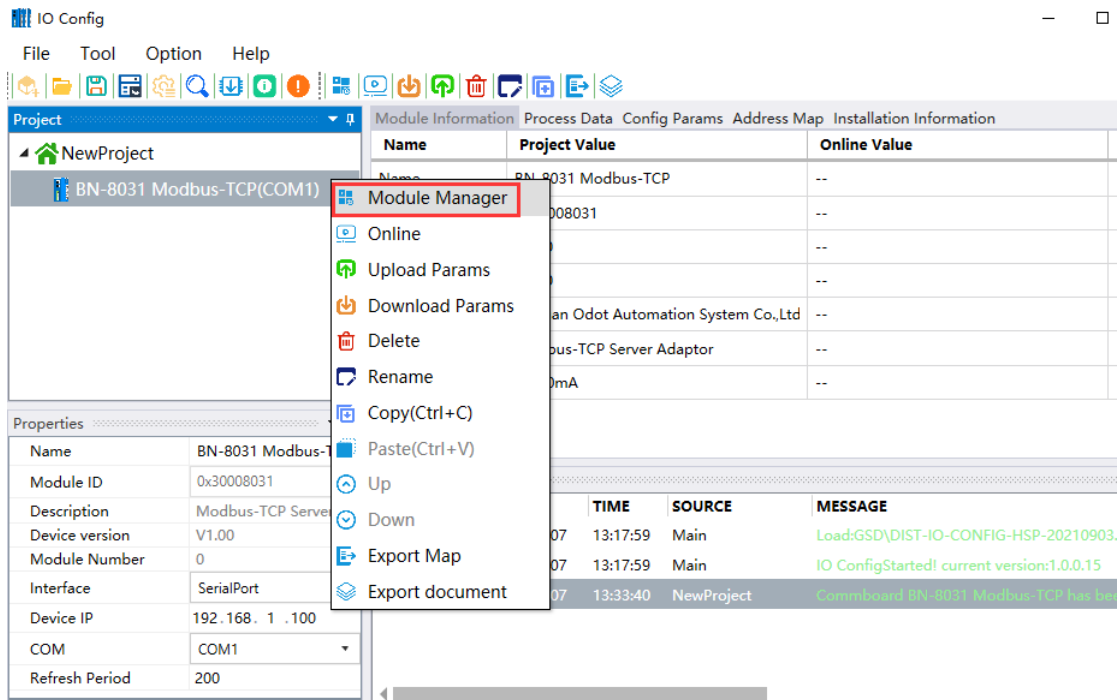 IO Config
File Tool Option Help
Project
NewProject
BN-8031 Modbus-TCP(COM1)
Module Manager
Online
Upload Params
Download Params
Delete
Rename
Copy(Ctrl+C)
Paste(Ctrl+V)
Up
Down
Export Map
Export document
Module Information Process Data Config Params Address Map Installation Information
Name Project Value Online Value
Name BN-8031 Modbus-TCP --
008031 --
--
--
an Odot Automation System Co.,Ltd --
bus-TCP Server Adaptor --
0mA --
Properties
Name BN-8031 Modbus-T
Module ID 0x30008031
Description Modbus-TCP Server
Device version V1.00
Module Number 0
Interface SerialPort
Device IP 192.168. 1 .100
COM COM1
Refresh Period 200
TIME SOURCE MESSAGE
07 13:17:59 Main Load:GSD\DIST-IO-CONFIG-HSP-20210903.
07 13:17:59 Main IO ConfigStarted! current version:1.0.0.15
07 13:33:40 NewProject Commboard BN-8031 Modbus-TCP has bee